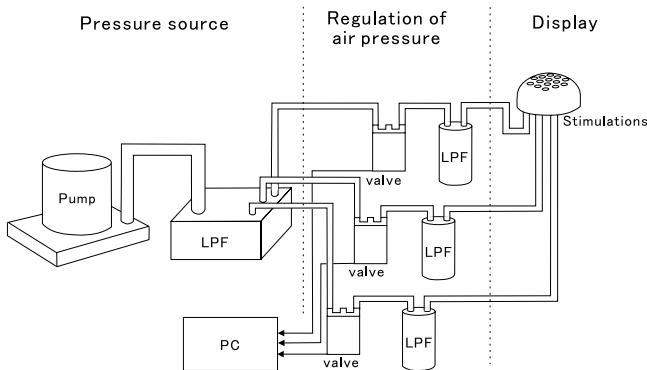 Pressure source
Regulation of
air pressure
Display
Stimulations
LPF
valve
Pump
LPF
LPF
valve
PC
LPF
valve